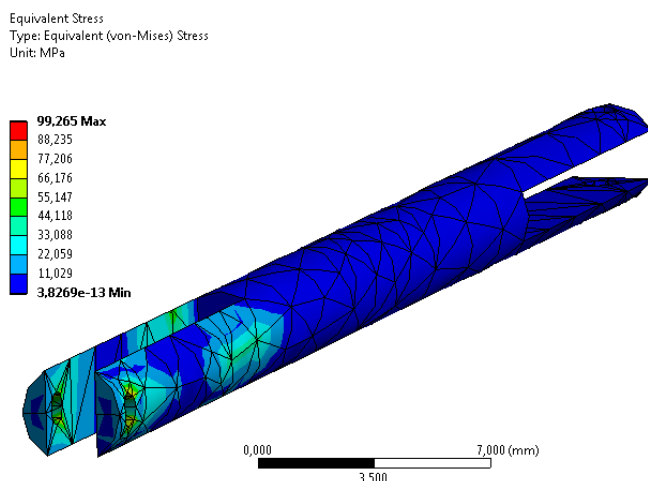 Equivalent Stress
Type: Equivalent (von-Mises) Stress
Unit: MPa
99,265 Max
88,235
77,206
66,176
55,147
44,118
33,088
22,059
11,029
3,8269e-13 Min
0,000
7,000 (mm)
3,500